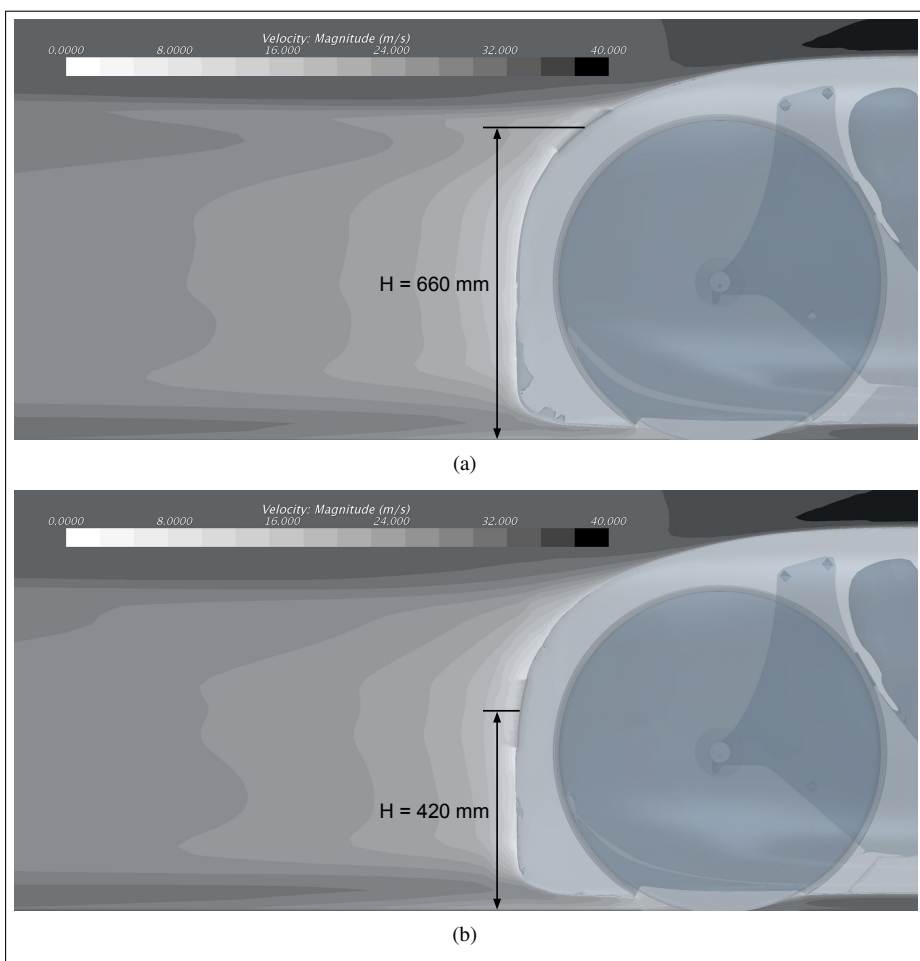 Velocity: Magnitude (m/s)
0.0000 8.0000 16.000 24.000 32.000 40.000
H = 660 mm
(a)
Velocity: Magnitude (m/s)
0.0000 8.0000 16.000 24.000 32.000 40.000
H = 420 mm
(b)